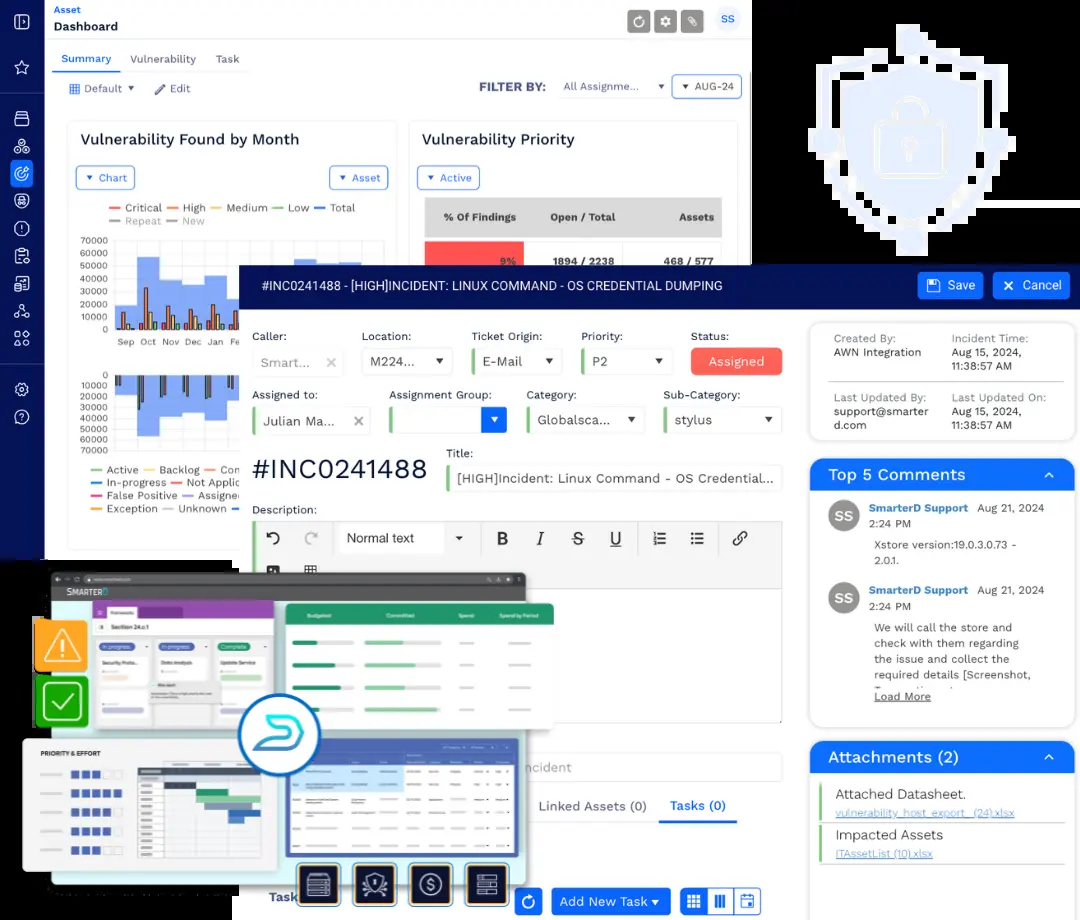 Asset
Dashboard
SS
Summary
Vulnerability
Task
Default
Edit
FILTER BY:
All Assignme...
AUG-24
Vulnerability Found by Month
Chart
Asset
Critical
High
Medium
Low
Total
Repeat
New
70000
60000
50000
40000
30000
20000
10000
0
Sep
Oct
Nov
Dec
Jan
0
10000
20000
30000
40000
50000
60000
70000
Active
Backlog
In-progress
Not Applic
False Positive
Assigne
Exception
Unknown
Vulnerability Priority
Active
% Of Findings
Open / Total
Assets
9%
1894 / 2238
468 / 577
#INC0241488 - [HIGH]INCIDENT: LINUX COMMAND - OS CREDENTIAL DUMPING
Save
Cancel
Caller:
Location:
Ticket Origin:
Priority:
Status:
Smart...
M224...
E-Mail
P2
Assigned
Assigned to:
Assignment Group:
Category:
Sub-Category:
Julian Ma...
Globalsca...
stylus
#INC0241488
Title:
[HIGH]Incident: Linux Command - OS Credential...
Description:
Normal text
B
I
S
U
ncident
Linked Assets (0)
Tasks (0)
Task
Add New Task
Created By:
AWN Integration
Incident Time:
Aug 15, 2024,
11:38:57 AM
Last Updated By:
support@smarter
d.com
Last Updated On:
Aug 15, 2024,
11:38:57 AM
Top 5 Comments
SS
SmarterD Support
Aug 21, 2024
2:24 PM
Xstore version:19.0.3.0.73 -
2.0.1.
SS
SmarterD Support
Aug 21, 2024
2:24 PM
We will call the store and
check with them regarding
the issue and collect the
required details [Screenshot,
Load More
Attachments (2)
Attached Datasheet.
vulnerability_host_export_ (24).xlsx
Impacted Assets
ITAssetList (10).xlsx
SMARTERD
Frameworks
Section 24.c.1
In progress
In progress
Complete
Security Proto...
Data Analysis
Update Service
Budgeted
Committed
Spend
Spend by Period
PRIORITY & EFFORT